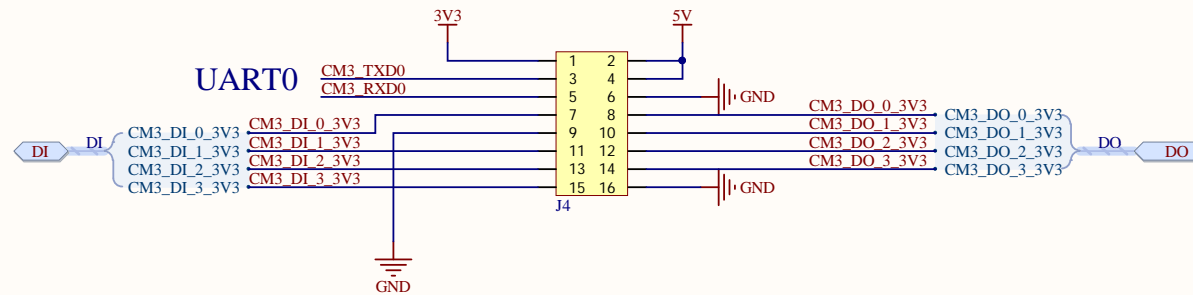 3V3
5V
UART0
CM3_TXD0
CM3_RXD0
1 2
3 4
5 6
7 8
9 10
11 12
13 14
15 16
J4
GND
GND
GND
DI
DI
CM3_DI_0_3V3 CM3_DI_0_3V3
CM3_DI_1_3V3 CM3_DI_1_3V3
CM3_DI_2_3V3 CM3_DI_2_3V3
CM3_DI_3_3V3 CM3_DI_3_3V3
CM3_DO_0_3V3 CM3_DO_0_3V3
CM3_DO_1_3V3 CM3_DO_1_3V3
CM3_DO_2_3V3 CM3_DO_2_3V3
CM3_DO_3_3V3 CM3_DO_3_3V3
DO
DO